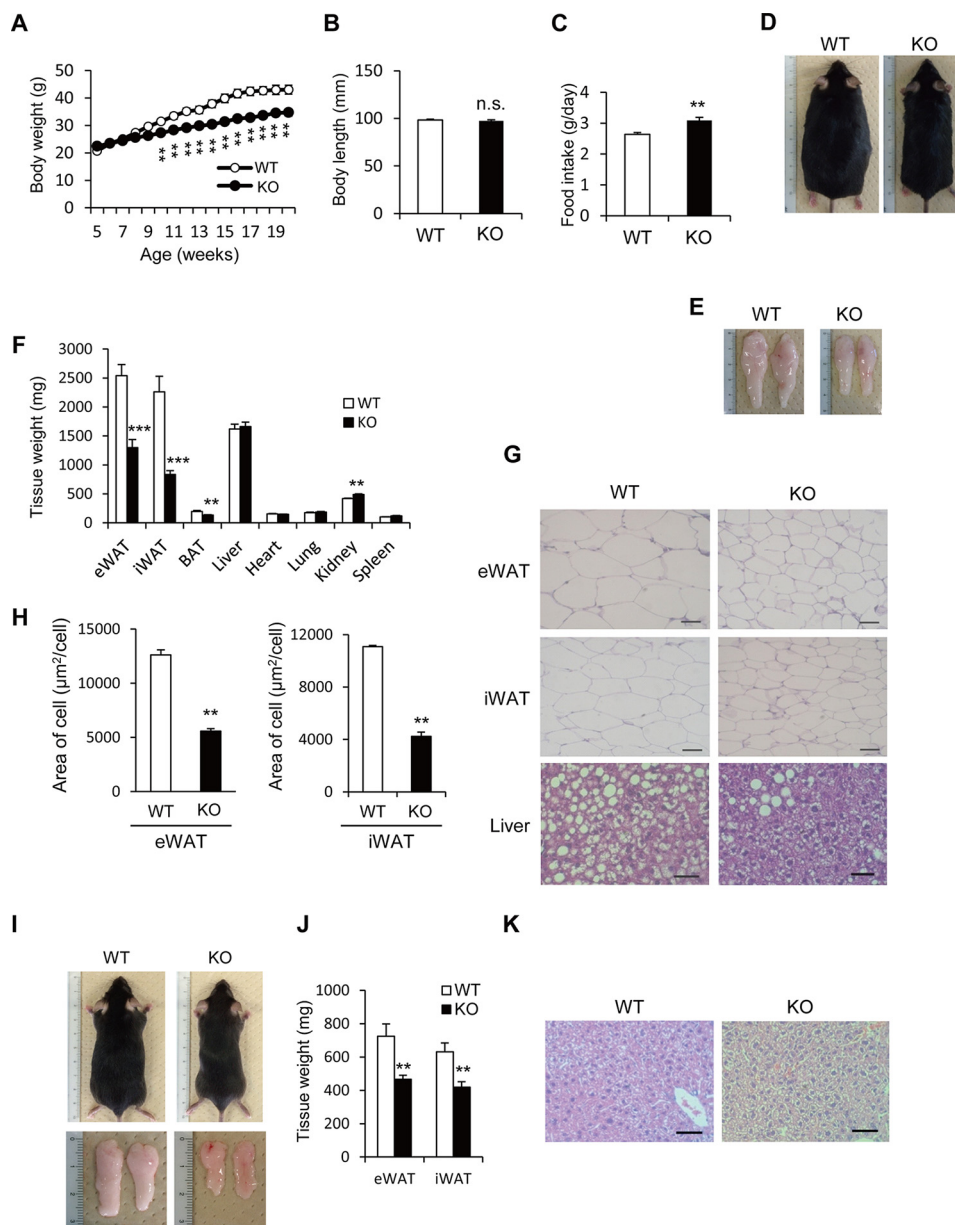 A
Body weight (g)
50
40
30
20
10
0
** ** ** ** ** ** ** ** ** ** **
WT
KO
5 7 9 11 13 15 17 19
Age (weeks)
B
Body length (mm)
150
100
50
0
n.s.
WT KO
C
Food intake (g/day)
4
3
2
1
0
**
WT KO
D
WT KO
E
WT KO
F
Tissue weight (mg)
3000
2500
2000
1500
1000
500
0
WT
KO
*** *** ** **
eWAT iWAT BAT Liver Heart Lung Kidney Spleen
G
WT KO
eWAT
iWAT
Liver
H
Area of cell (μm²/cell)
15000
10000
5000
0
**
WT KO
eWAT
Area of cell (μm²/cell)
12000
8000
4000
0
**
WT KO
iWAT
I
WT KO
J
Tissue weight (mg)
1000
800
600
400
200
0
WT
KO
** **
eWAT iWAT
K
WT KO